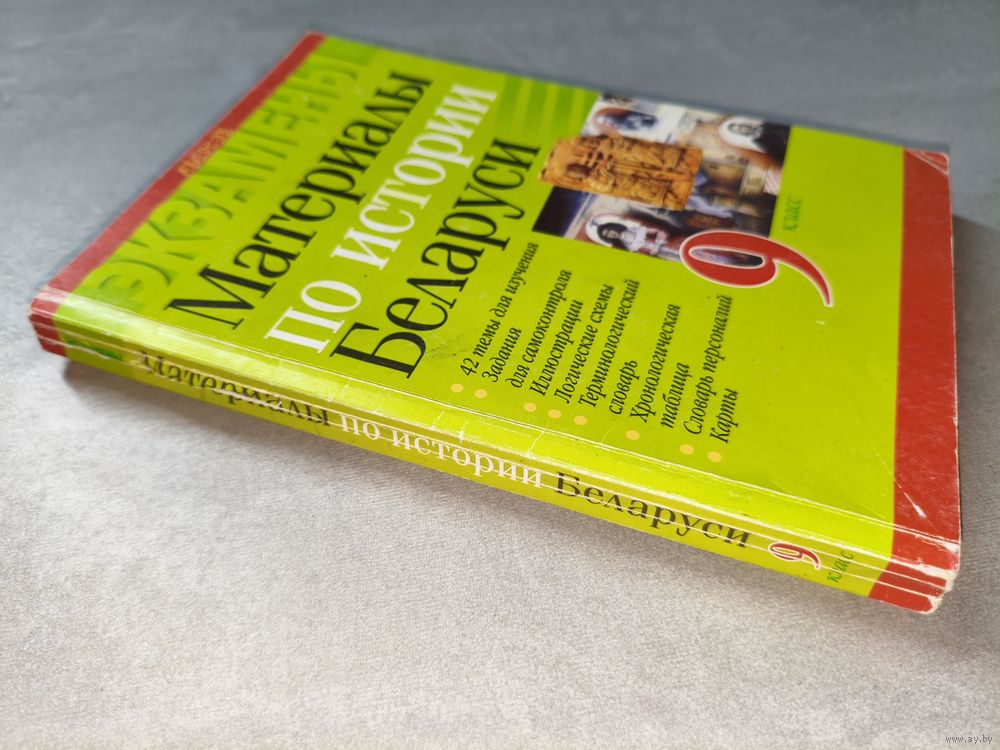 ЭКЗАМЕНЫ
Материалы
по истории
Беларуси
9
класс
42 темы для изучения
Задания
для самоконтроля
Иллюстрации
Логические схемы
Терминологический
словарь
Хронологическая
таблица
Словарь персоналий
Карты
Материалы по истории Беларуси 9 класс
www.ay.by